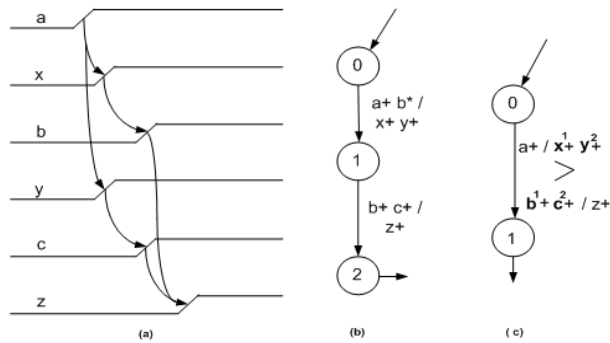 a
x
b
y
c
z
(a)
0
a+ b* /
x+ y+
1
b+ c+ /
z+
2
(b)
0
a+ / x¹+ y²+
>
b¹+ c²+ / z+
1
( c)